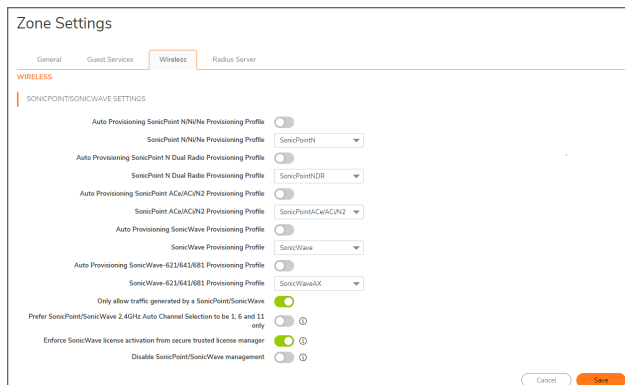 Zone Settings
General Guest Services Wireless Radius Server
WIRELESS
SONICPOINT/SONICWAVE SETTINGS
Auto Provisioning SonicPoint N/Ni/Ne Provisioning Profile
SonicPoint N/Ni/Ne Provisioning Profile SonicPointN
Auto Provisioning SonicPoint N Dual Radio Provisioning Profile
SonicPoint N Dual Radio Provisioning Profile SonicPointNDR
Auto Provisioning SonicPoint ACe/ACi/N2 Provisioning Profile
SonicPoint ACe/ACi/N2 Provisioning Profile SonicPointACe/ACi/N2
Auto Provisioning SonicWave Provisioning Profile
SonicWave Provisioning Profile SonicWave
Auto Provisioning SonicWave-621/641/681 Provisioning Profile
SonicWave-621/641/681 Provisioning Profile SonicWaveAX
Only allow traffic generated by a SonicPoint/SonicWave
Prefer SonicPoint/SonicWave 2.4GHz Auto Channel Selection to be 1, 6 and 11
only
Enforce SonicWave license activation from secure trusted license manager
Disable SonicPoint/SonicWave management
Cancel Save